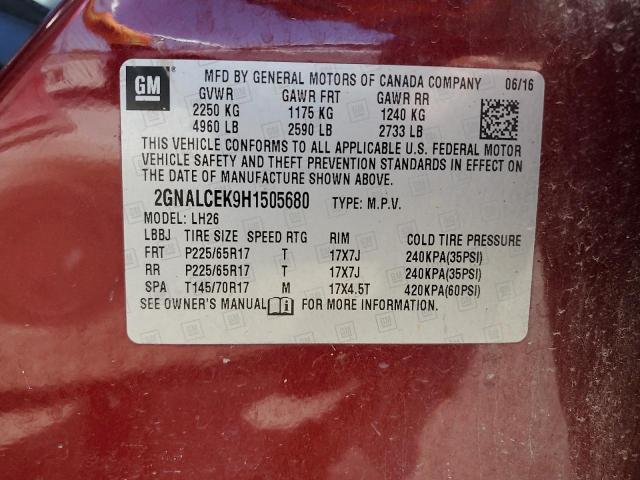 GM ® MFD BY GENERAL MOTORS OF CANADA COMPANY 06/16
GVWR GAWR FRT GAWR RR
2250 KG 1175 KG 1240 KG
4960 LB 2590 LB 2733 LB
THIS VEHICLE CONFORMS TO ALL APPLICABLE U.S. FEDERAL MOTOR
VEHICLE SAFETY AND THEFT PREVENTION STANDARDS IN EFFECT ON
THE DATE OF MANUFACTURE SHOWN ABOVE.
2GNALCEK9H1505680 TYPE: M.P.V.
MODEL: LH26
LBBJ TIRE SIZE SPEED RTG RIM COLD TIRE PRESSURE
FRT P225/65R17 T 17X7J 240KPA(35PSI)
RR P225/65R17 T 17X7J 240KPA(35PSI)
SPA T145/70R17 M 17X4.5T 420KPA(60PSI)
SEE OWNER'S MANUAL i FOR MORE INFORMATION.